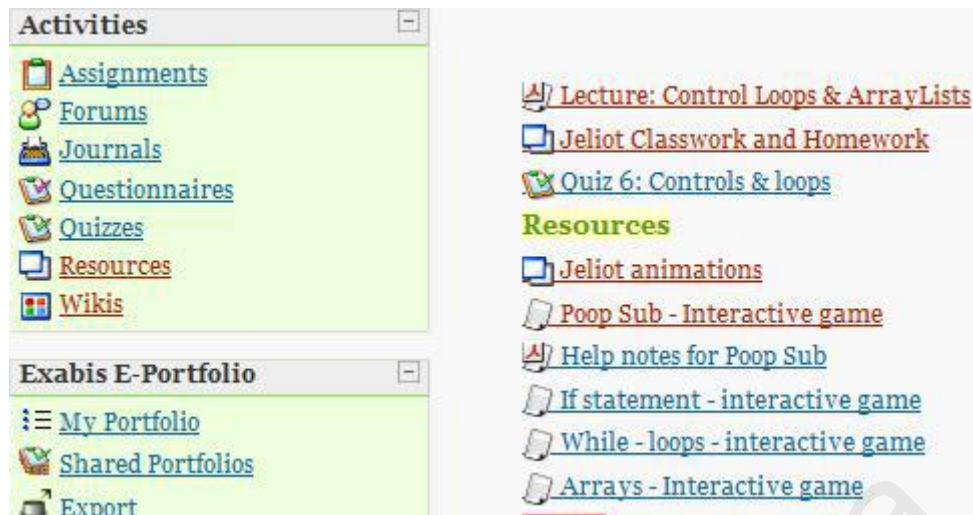 Activities
Assignments
Forums
Journals
Questionnaires
Quizzes
Resources
Wikis
Exabis E-Portfolio
My Portfolio
Shared Portfolios
Export
Lecture: Control Loops & ArrayLists
Jeliot Classwork and Homework
Quiz 6: Controls & loops
Resources
Jeliot animations
Poop Sub - Interactive game
Help notes for Poop Sub
If statement - interactive game
While - loops - interactive game
Arrays - Interactive game